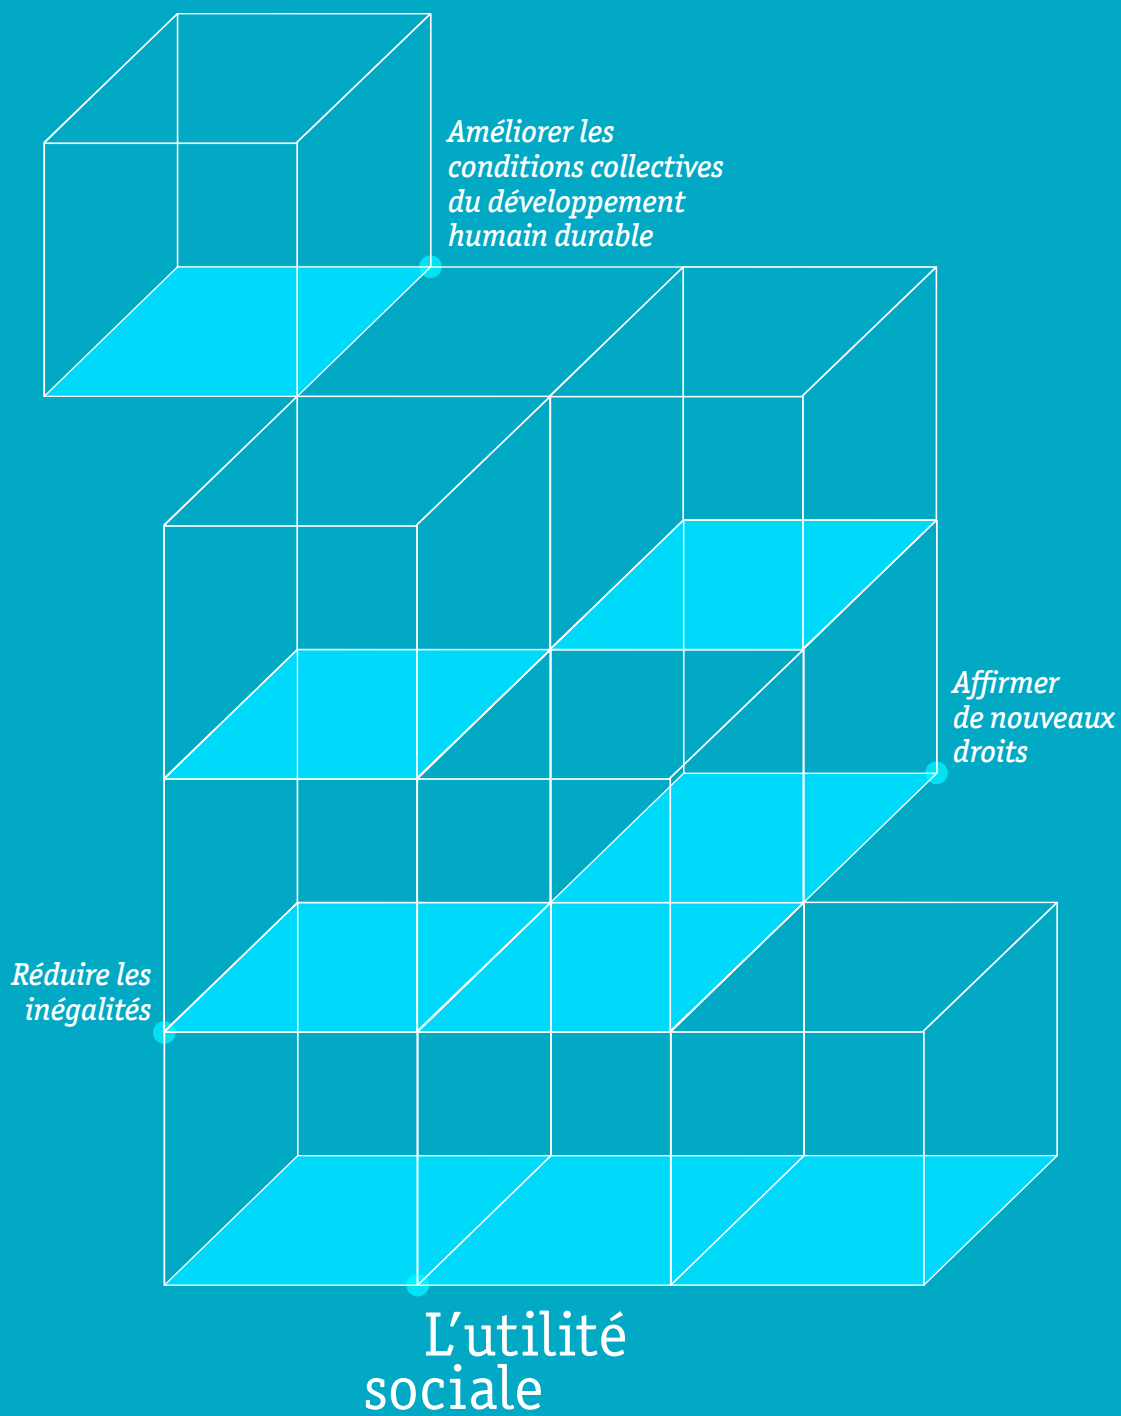 Améliorer les
conditions collectives
du développement
humain durable
Affirmer
de nouveaux
droits
Réduire les
inégalités
L'utilité
sociale